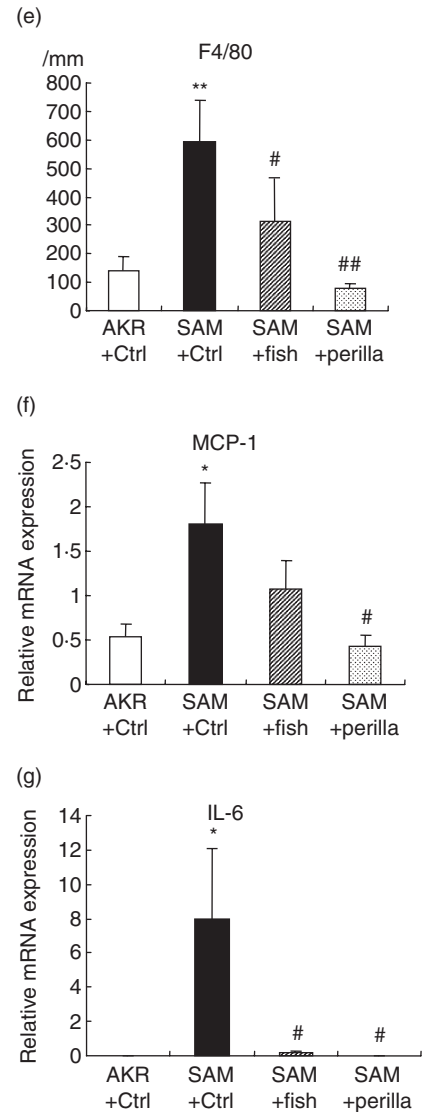 (e)
F4/80
/mm
800
700
600
500
400
300
200
100
0
**
#
##
AKR SAM SAM SAM
+Ctrl +Ctrl +fish +perilla
(f)
MCP-1
Relative mRNA expression
2·5
2
1·5
1
0·5
0
*
#
AKR SAM SAM SAM
+Ctrl +Ctrl +fish +perilla
(g)
IL-6
Relative mRNA expression
14
12
10
8
6
4
2
0
*
# #
AKR SAM SAM SAM
+Ctrl +Ctrl +fish +perilla